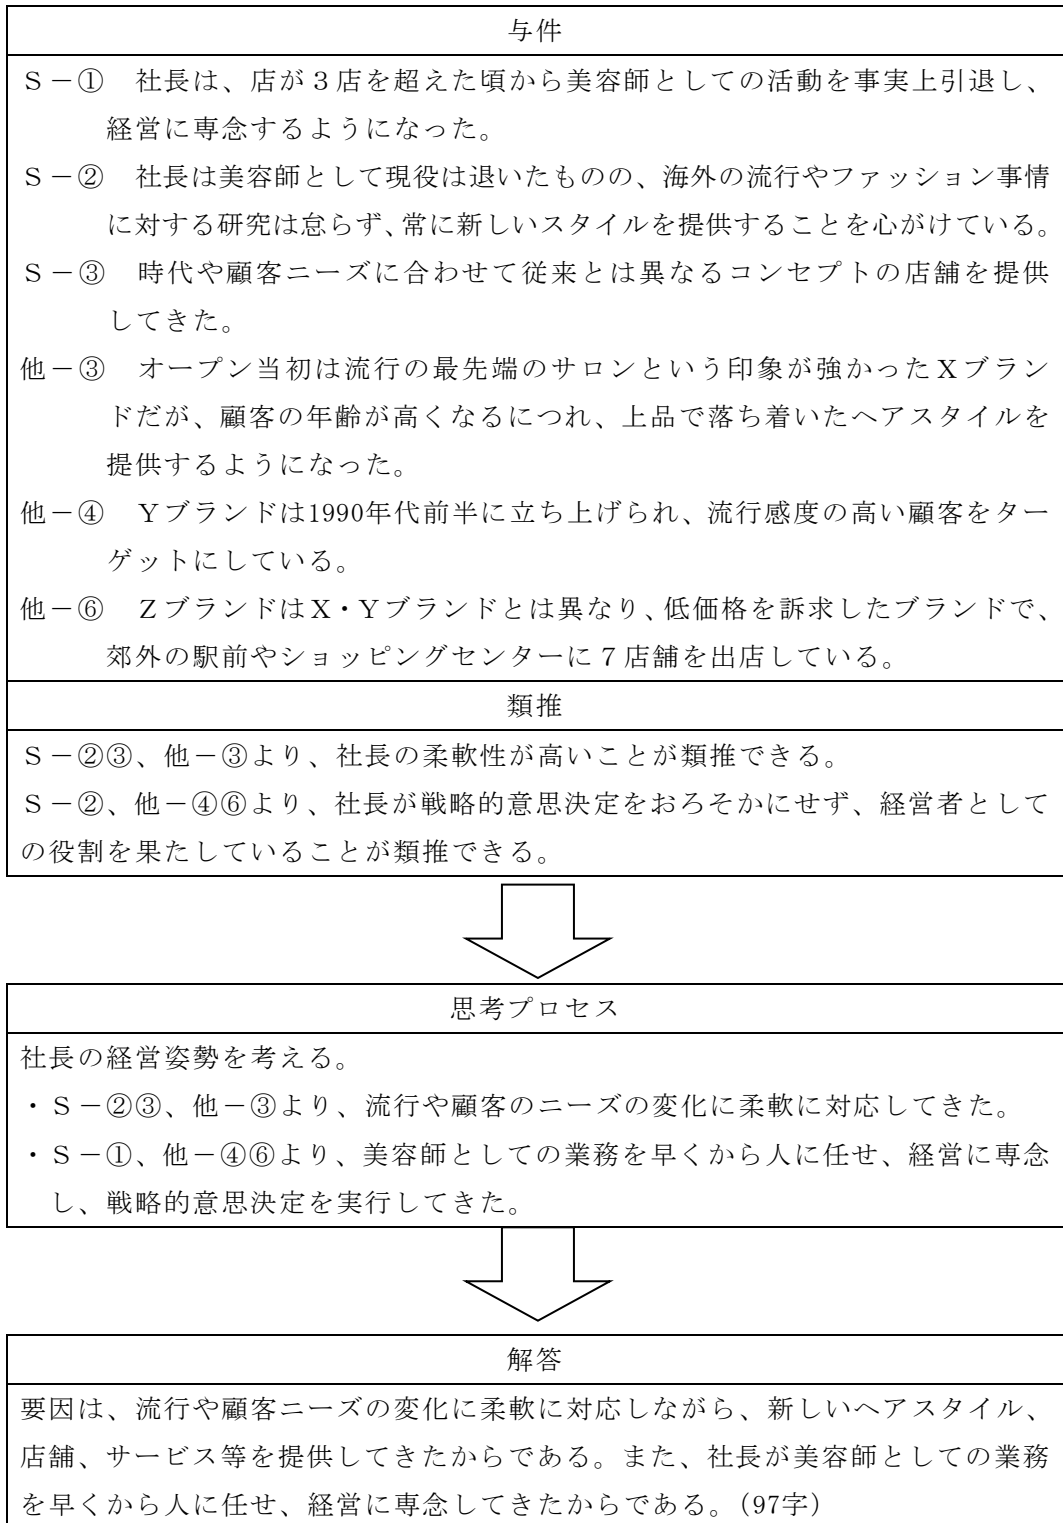 与件
Ｓ－① 社長は、店が３店を超えた頃から美容師としての活動を事実上引退し、
経営に専念するようになった。
Ｓ－② 社長は美容師として現役は退いたものの、海外の流行やファッション事情
に対する研究は怠らず、常に新しいスタイルを提供することを心がけている。
Ｓ－③ 時代や顧客ニーズに合わせて従来とは異なるコンセプトの店舗を提供
してきた。
他－③ オープン当初は流行の最先端のサロンという印象が強かったＸブラン
ドだが、顧客の年齢が高くなるにつれ、上品で落ち着いたヘアスタイルを
提供するようになった。
他－④ Ｙブランドは1990年代前半に立ち上げられ、流行感度の高い顧客をター
ゲットにしている。
他－⑥ ＺブランドはＸ・Ｙブランドとは異なり、低価格を訴求したブランドで、
郊外の駅前やショッピングセンターに７店舗を出店している。
類推
Ｓ－②③、他－③より、社長の柔軟性が高いことが類推できる。
Ｓ－②、他－④⑥より、社長が戦略的意思決定をおろそかにせず、経営者として
の役割を果たしていることが類推できる。
思考プロセス
社長の経営姿勢を考える。
・Ｓ－②③、他－③より、流行や顧客のニーズの変化に柔軟に対応してきた。
・Ｓ－①、他－④⑥より、美容師としての業務を早くから人に任せ、経営に専念
し、戦略的意思決定を実行してきた。
解答
要因は、流行や顧客ニーズの変化に柔軟に対応しながら、新しいヘアスタイル、
店舗、サービス等を提供してきたからである。また、社長が美容師としての業務
を早くから人に任せ、経営に専念してきたからである。（97字）